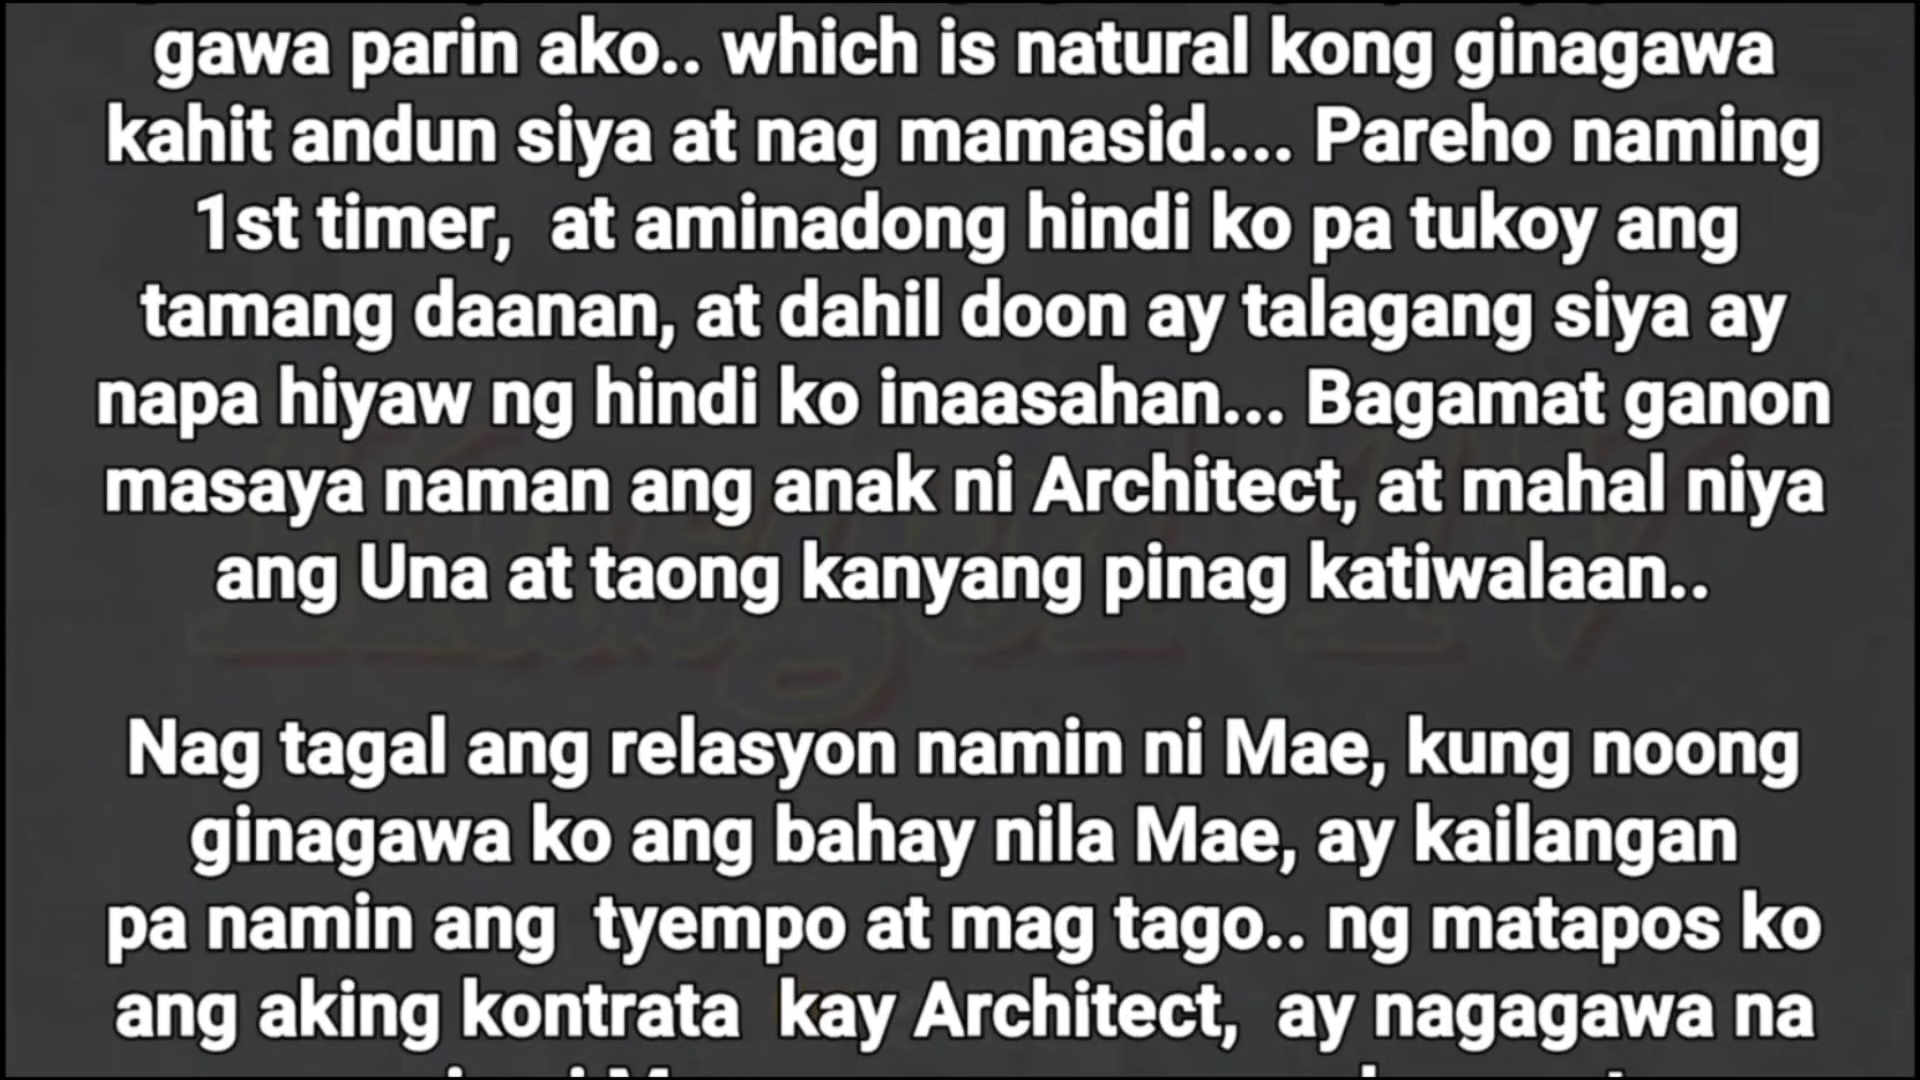 gawa parin ako.. which is natural kong ginagawa
kahit andun siya at nag mamasid.... Pareho naming
1st timer,  at aminadong hindi ko pa tukoy ang
tamang daanan, at dahil doon ay talagang siya ay
napa hiyaw ng hindi ko inaasahan... Bagamat ganon
masaya naman ang anak ni Architect, at mahal niya
ang Una at taong kanyang pinag katiwalaan..
Nag tagal ang relasyon namin ni Mae, kung noong
ginagawa ko ang bahay nila Mae, ay kailangan
pa namin ang  tyempo at mag tago.. ng matapos ko
ang aking kontrata  kay Architect,  ay nagagawa na